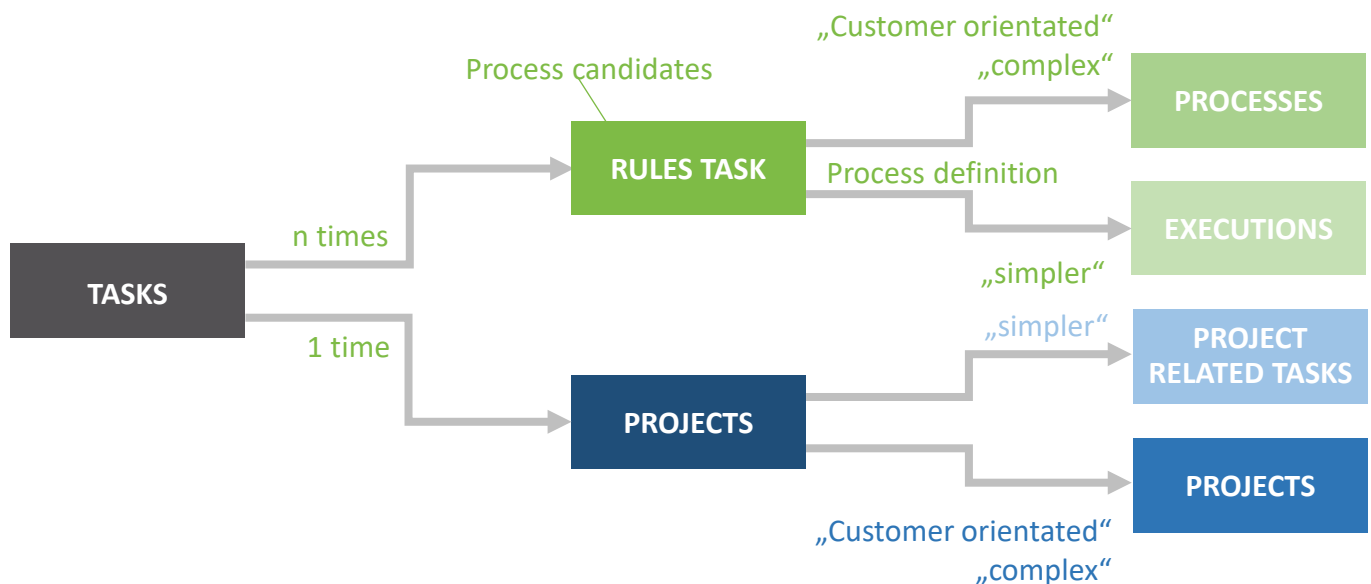 „Customer orientated“
„complex“
Process candidates
PROCESSES
RULES TASK
Process definition
EXECUTIONS
n times
„simpler“
TASKS
„simpler“
1 time
PROJECT
RELATED TASKS
PROJECTS
PROJECTS
„Customer orientated“
„complex“